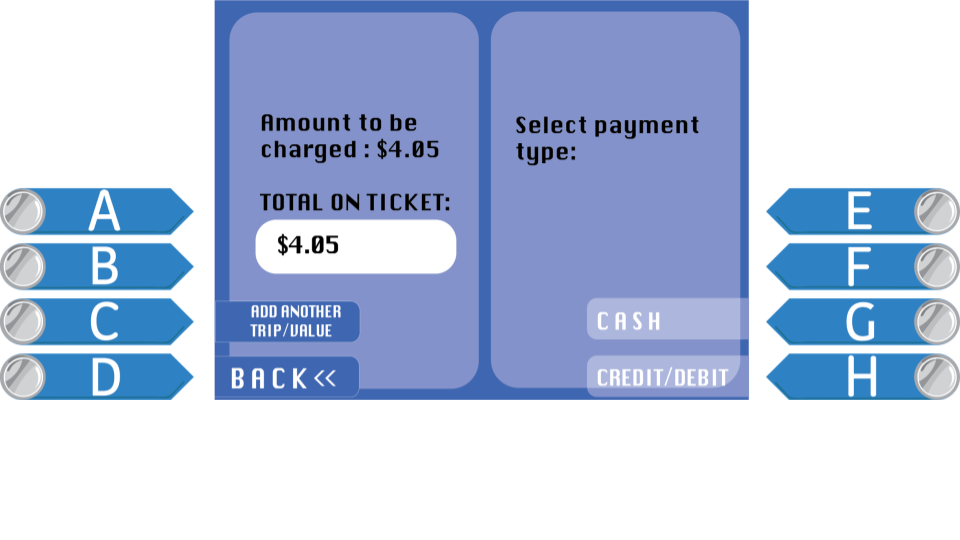 Amount to be
charged : $4.05
TOTAL ON TICKET:
$4.05
ADD ANOTHER
TRIP/VALUE
BACK<<
Select payment
type:
CASH
CREDIT/DEBIT
A
B
C
D
E
F
G
H